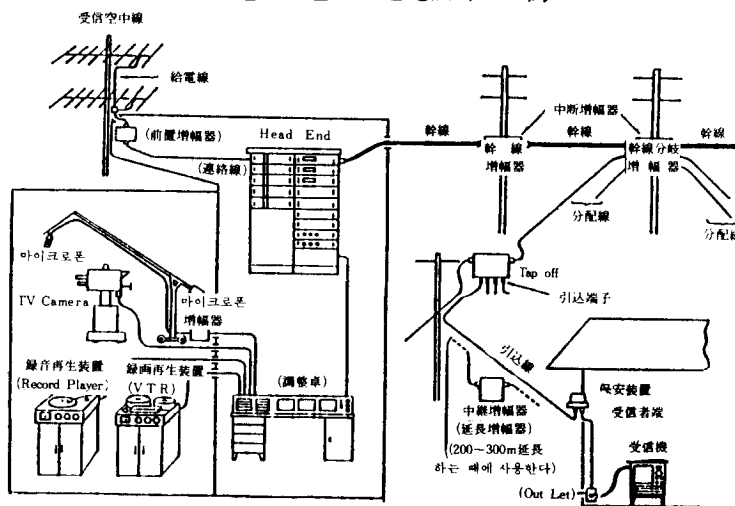 受信空中線
給電線
(前置増幅器)
Head End
(連絡線)
幹線
中断増幅器
幹線
幹線
幹 線
増幅器
幹線分岐
増 幅 器
分配線
分配線
마이크로폰
TV Camera
마이크로폰
増幅器
Tap off
引込端子
引込線
録音再生装置
(Record Player)
録画再生装置
(VTR)
(調整卓)
中継増幅器
(延長増幅器)
(200~300m延長
하는 때에 사용한다)
保安装置
受信者端
受信機
(Out Let)